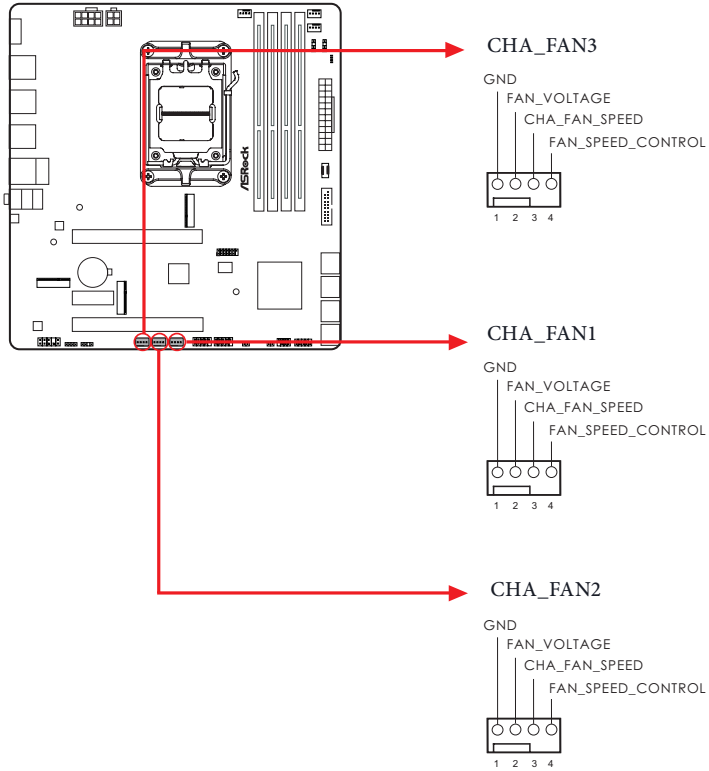 CHA_FAN3
GND
FAN_VOLTAGE
CHA_FAN_SPEED
FAN_SPEED_CONTROL
1 2 3 4
ASRock
CHA_FAN1
GND
FAN_VOLTAGE
CHA_FAN_SPEED
FAN_SPEED_CONTROL
1 2 3 4
CHA_FAN2
GND
FAN_VOLTAGE
CHA_FAN_SPEED
FAN_SPEED_CONTROL
1 2 3 4